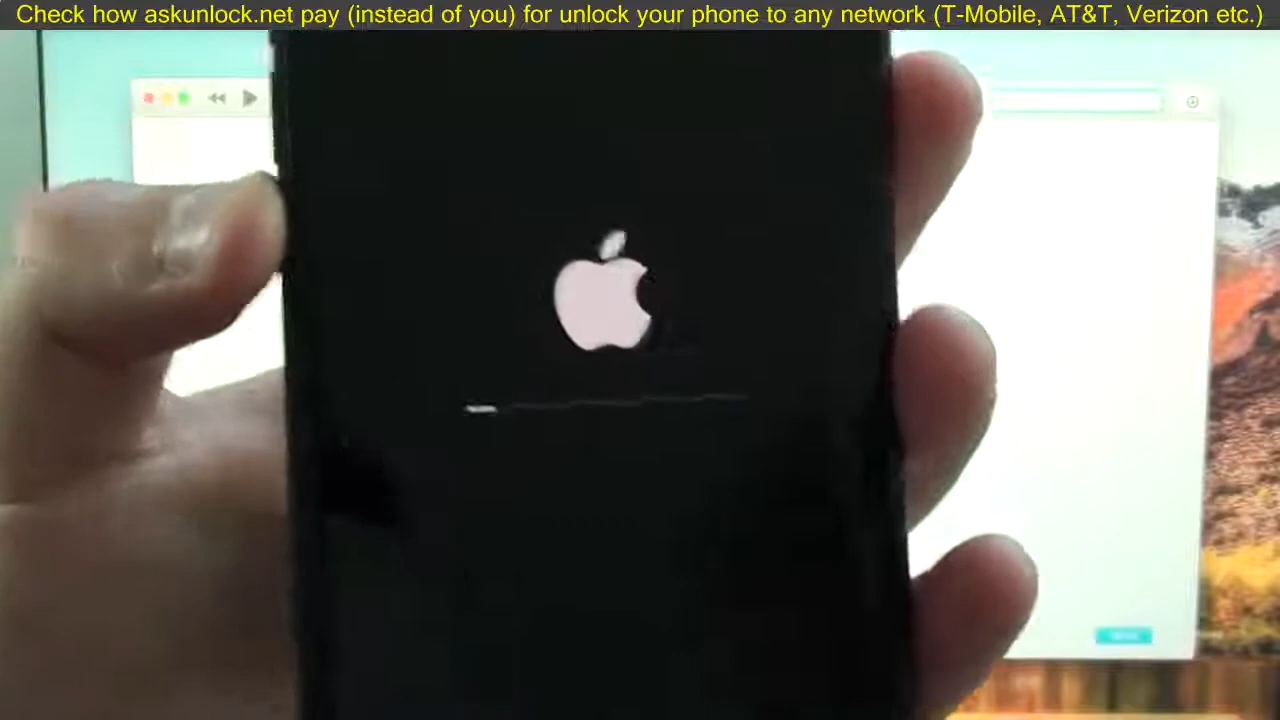 Check how askunlock.net pay (instead of you) for unlock your phone to any network (T-Mobile, AT&T, Verizon etc.)